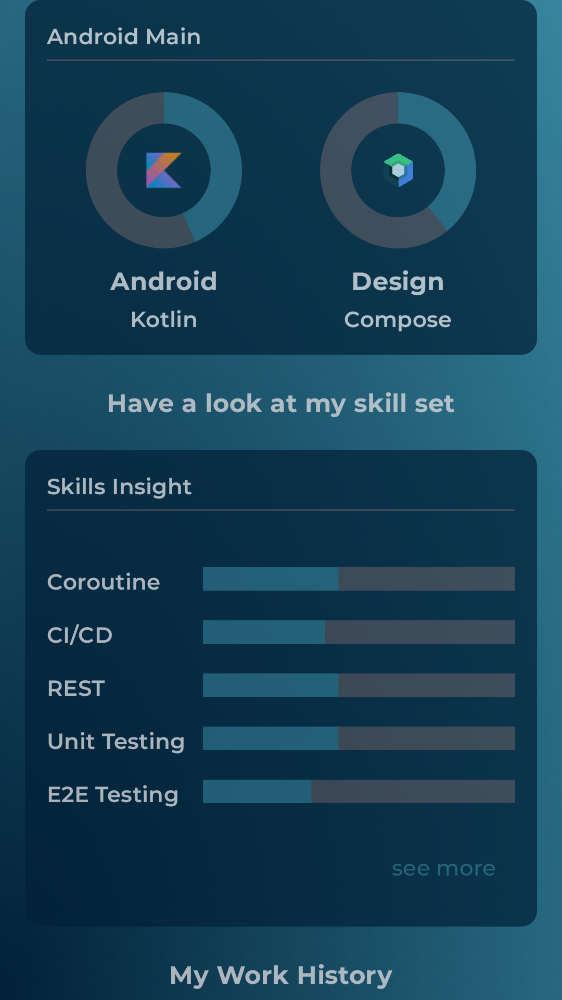 Android Main
Android
Design
Kotlin
Compose
Have a look at my skill set
Skills Insight
Coroutine
CI/CD
REST
Unit Testing
E2E Testing
see more
My Work History